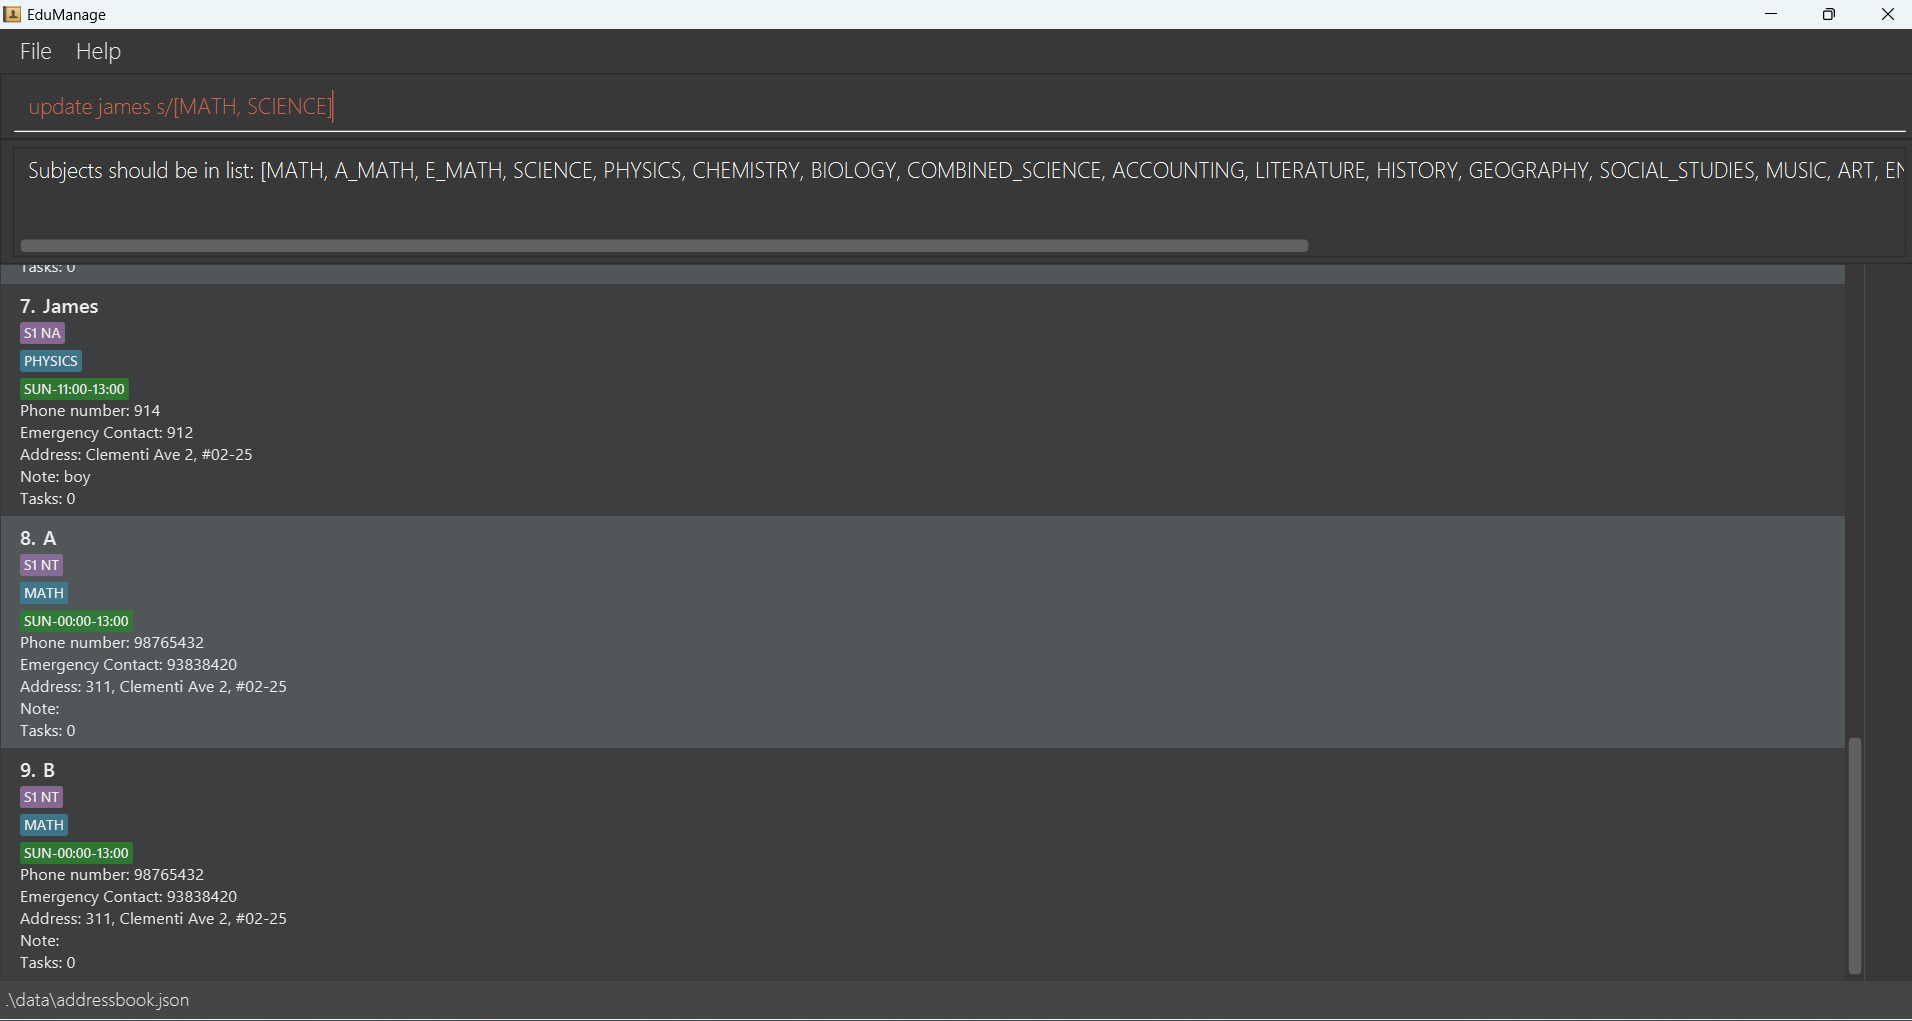 EduManage
File Help
update james s/[MATH, SCIENCE]
Subjects should be in list: [MATH, A_MATH, E_MATH, SCIENCE, PHYSICS, CHEMISTRY, BIOLOGY, COMBINED_SCIENCE, ACCOUNTING, LITERATURE, HISTORY, GEOGRAPHY, SOCIAL_STUDIES, MUSIC, ART,
Tasks: 0
7. James
S1 NA
PHYSICS
SUN-11:00-13:00
Phone number: 914
Emergency Contact: 912
Address: Clementi Ave 2, #02-25
Note: boy
Tasks: 0
8. A
S1 NT
MATH
SUN-00:00-13:00
Phone number: 98765432
Emergency Contact: 93838420
Address: 311, Clementi Ave 2, #02-25
Note:
Tasks: 0
9. B
S1 NT
MATH
SUN-00:00-13:00
Phone number: 98765432
Emergency Contact: 93838420
Address: 311, Clementi Ave 2, #02-25
Note:
Tasks: 0
.\data\addressbook.json